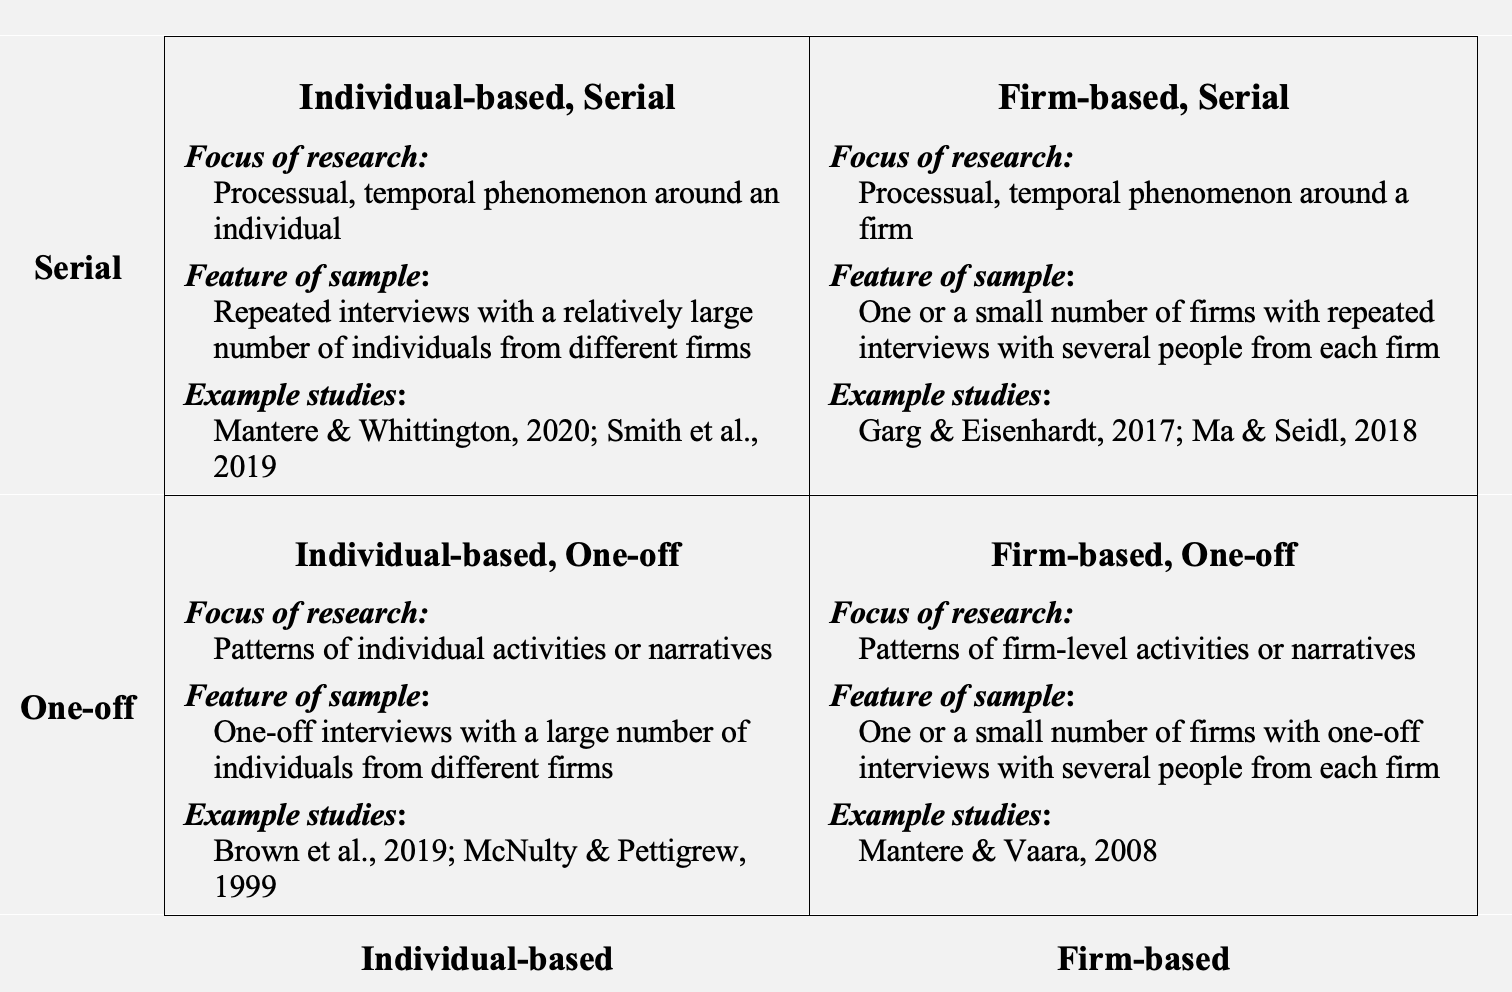 Serial
Individual-based, Serial
Focus of research:
Processual, temporal phenomenon around an
individual
Feature of sample:
Repeated interviews with a relatively large
number of individuals from different firms
Example studies:
Mantere & Whittington, 2020; Smith et al.,
2019
Firm-based, Serial
Focus of research:
Processual, temporal phenomenon around a
firm
Feature of sample:
One or a small number of firms with repeated
interviews with several people from each firm
Example studies:
Garg & Eisenhardt, 2017; Ma & Seidl, 2018
One-off
Individual-based, One-off
Focus of research:
Patterns of individual activities or narratives
Feature of sample:
One-off interviews with a large number of
individuals from different firms
Example studies:
Brown et al., 2019; McNulty & Pettigrew,
1999
Firm-based, One-off
Focus of research:
Patterns of firm-level activities or narratives
Feature of sample:
One or a small number of firms with one-off
interviews with several people from each firm
Example studies:
Mantere & Vaara, 2008
Individual-based
Firm-based